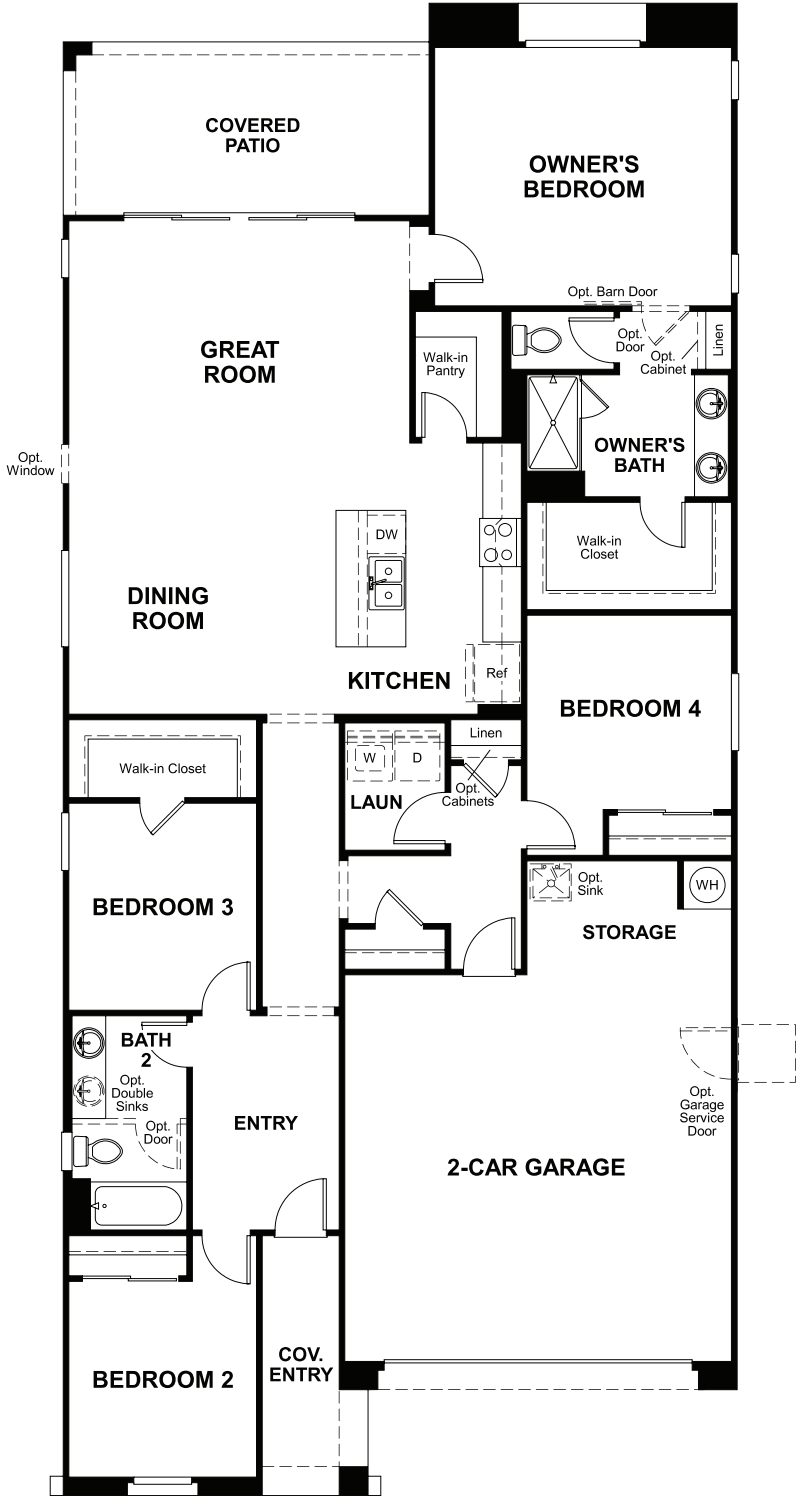 COVERED
PATIO
OWNER'S
BEDROOM
Opt. Barn Door
Opt.
Door
Opt.
Cabinet
Linen
GREAT
ROOM
Walk-in
Pantry
OWNER'S
BATH
Opt.
Window
DW
Walk-in
Closet
DINING
ROOM
KITCHEN
Ref
BEDROOM 4
Linen
W
D
Walk-in Closet
LAUN
Opt.
Cabinets
Opt.
Sink
WH
BEDROOM 3
STORAGE
BATH
2
Opt.
Double
Sinks
Opt.
Door
ENTRY
Opt.
Garage
Service
Door
2-CAR GARAGE
COV.
ENTRY
BEDROOM 2